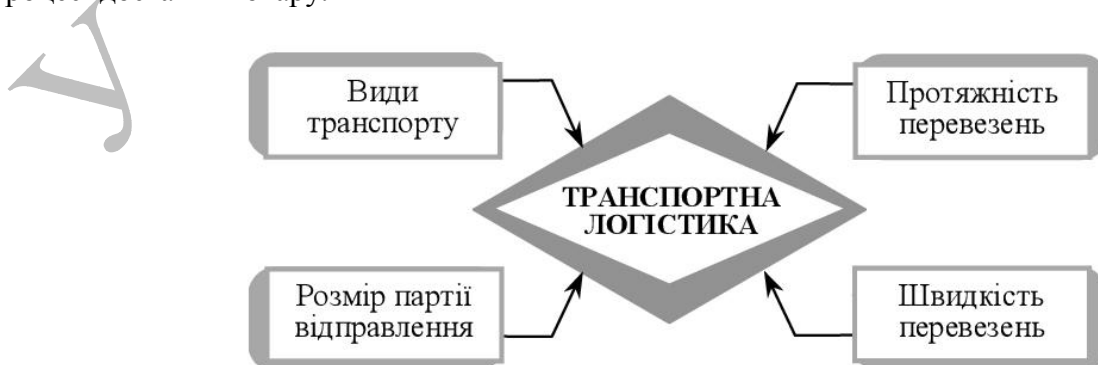 У
Види
транспорту
Протяжність
перевезень
ТРАНСПОРТНА
ЛОГІСТИКА
Розмір партії
відправлення
Швидкість
перевезень